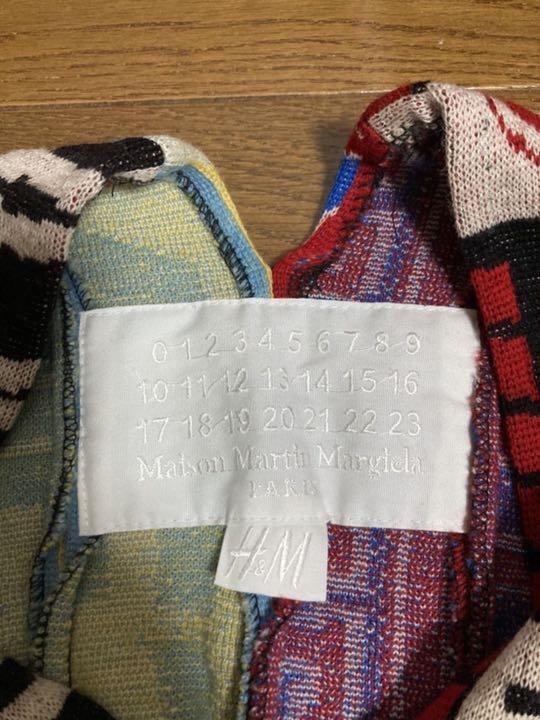 0 1 2 3 4 5 6 7 8 9
10 11 12 13 14 15 16
17 18 19 20 21 22 23
Maison Martin Margiela
PARIS
H&M